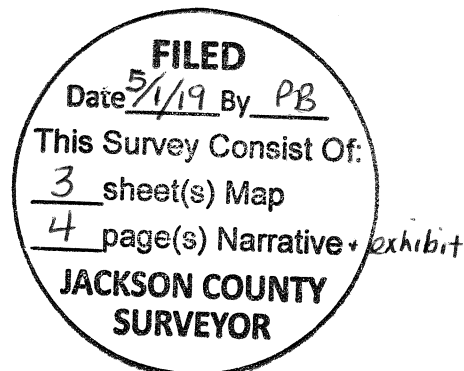 FILED
Date 5/1/19 By PB
This Survey Consist Of:
3 sheet(s) Map
4 page(s) Narrative + exhibit
JACKSON COUNTY
SURVEYOR